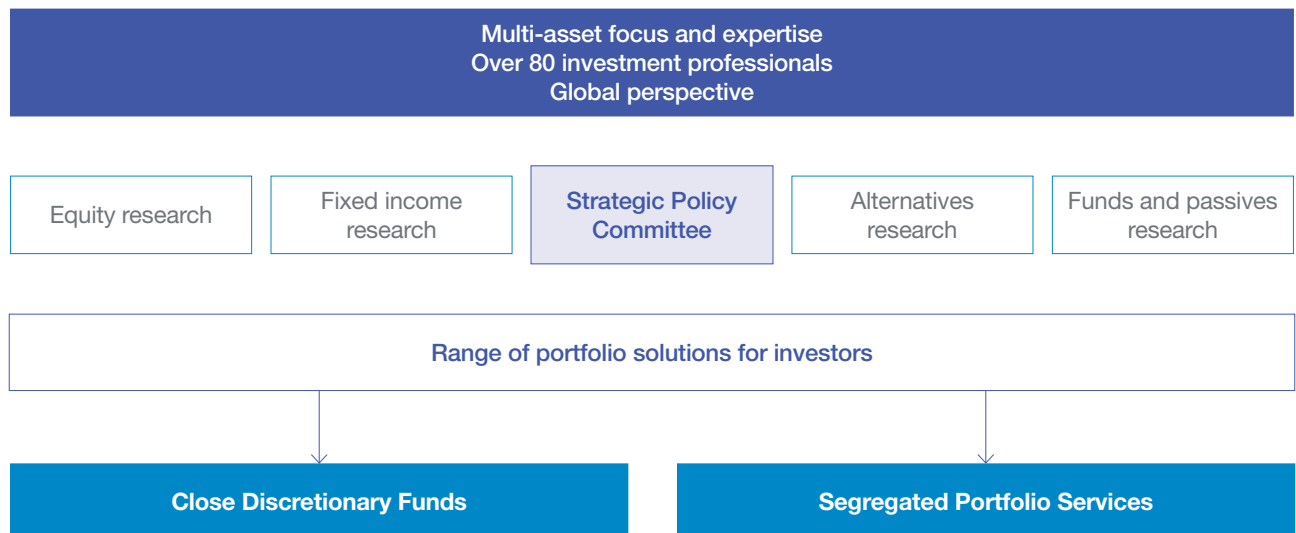 Multi-asset focus and expertise
Over 80 investment professionals
Global perspective
Equity research
Fixed income
research
Strategic Policy
Committee
Alternatives
research
Funds and passives
research
Range of portfolio solutions for investors
Close Discretionary Funds
Segregated Portfolio Services